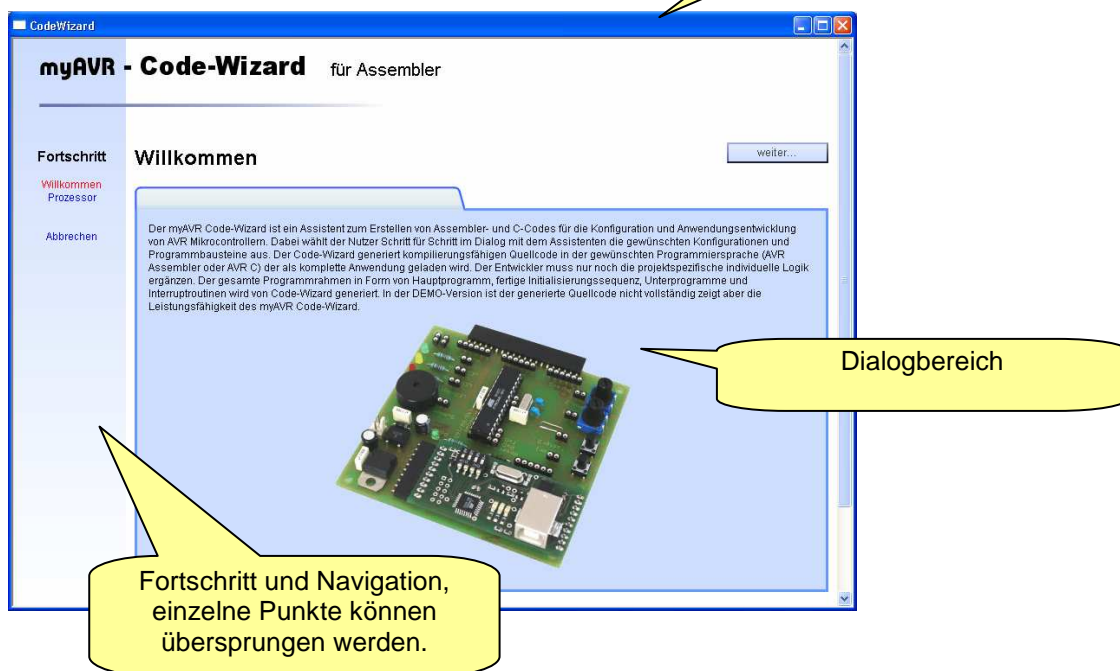 CodeWizard
myAVR - Code-Wizard für Assembler
Fortschritt
Willkommen
Prozessor
Abbrechen
Willkommen
weiter...
Der myAVR Code-Wizard ist ein Assistent zum Erstellen von Assembler- und C-Codes für die Konfiguration und Anwendungsentwicklung
von AVR Mikrocontrollern. Dabei wählt der Nutzer Schritt für Schritt im Dialog mit dem Assistenten die gewünschten Konfigurationen und
Programmbausteine aus. Der Code-Wizard generiert kompilierungsfähigen Quellcode in der gewünschten Programmiersprache (AVR
Assembler oder AVR C) der als komplette Anwendung geladen wird. Der Entwickler muss nur noch die projektspezifische individuelle Logik
ergänzen. Der gesamte Programmrahmen in Form von Hauptprogramm, fertige Initialisierungssequenz, Unterprogramme und
Interruptroutinen wird von Code-Wizard generiert. In der DEMO-Version ist der generierte Quellcode nicht vollständig zeigt aber die
Leistungsfähigkeit des myAVR Code-Wizard.
Dialogbereich
Fortschritt und Navigation,
einzelne Punkte können
übersprungen werden.